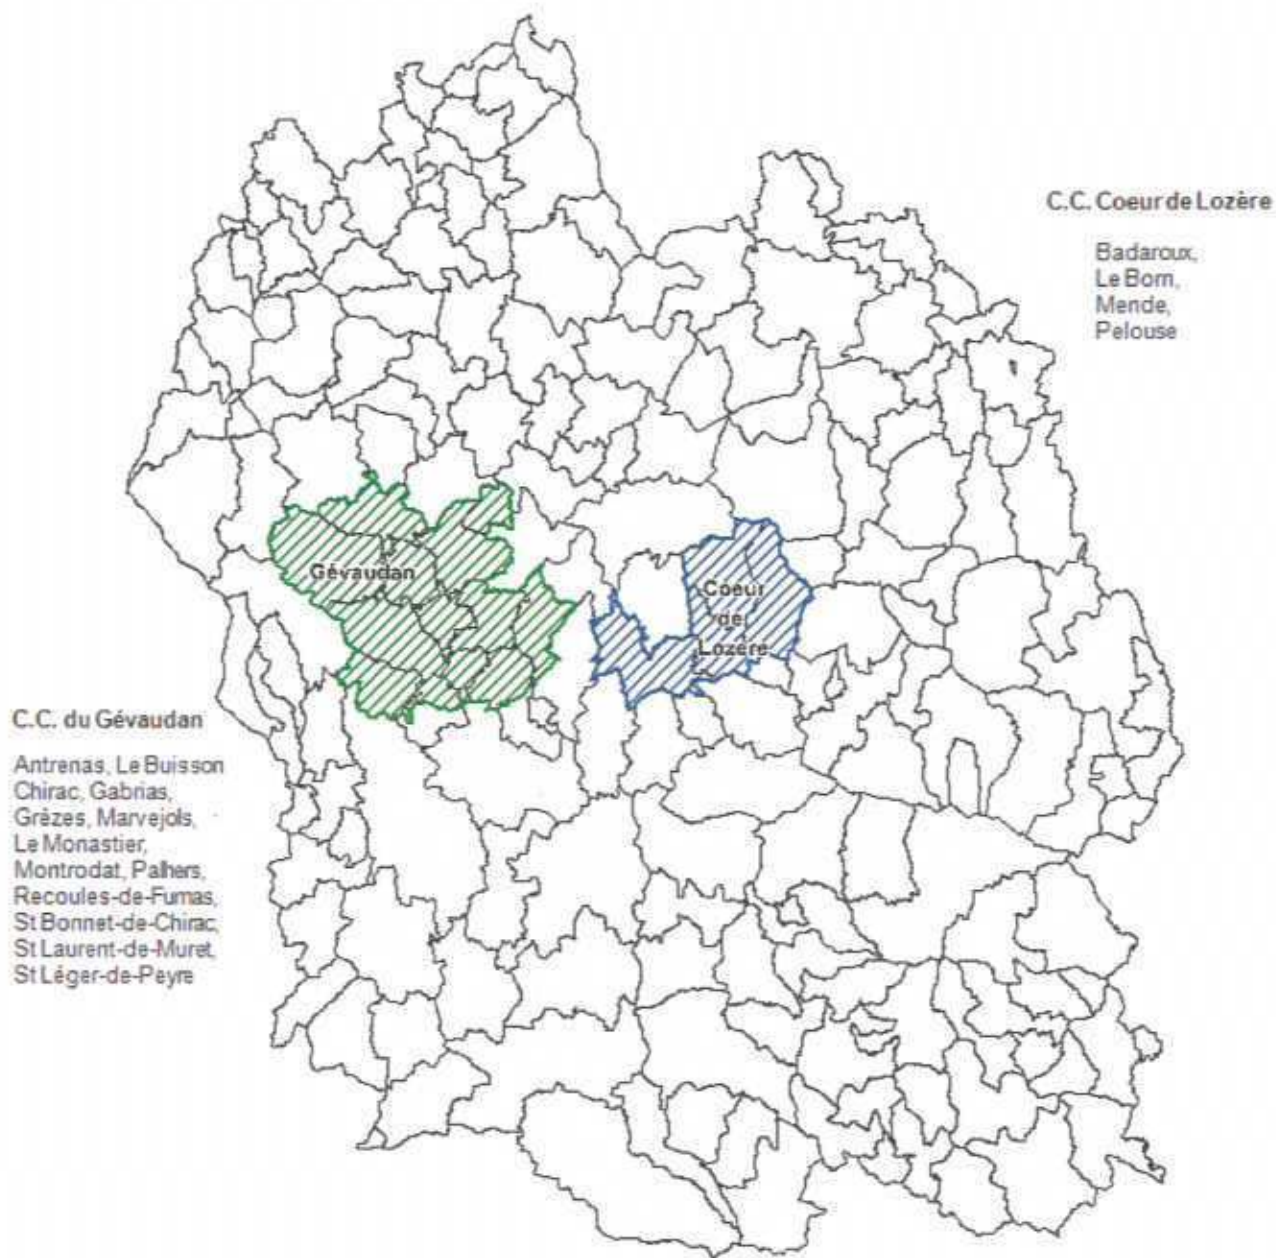 C.C. Coeur de Lozère
Badaroux,
Le Born,
Mende,
Pelouse
Gévaudan
Coeur
de
Lozère
C.C. du Gévaudan
Antrenas, Le Buisson
Chirac, Gabrias,
Grèzes, Marvejols,
Le Monastier,
Montrodat, Palhers,
Recoules-de-Fumas,
St Bonnet-de-Chirac,
St Laurent-de-Muret,
St Léger-de-Peyre